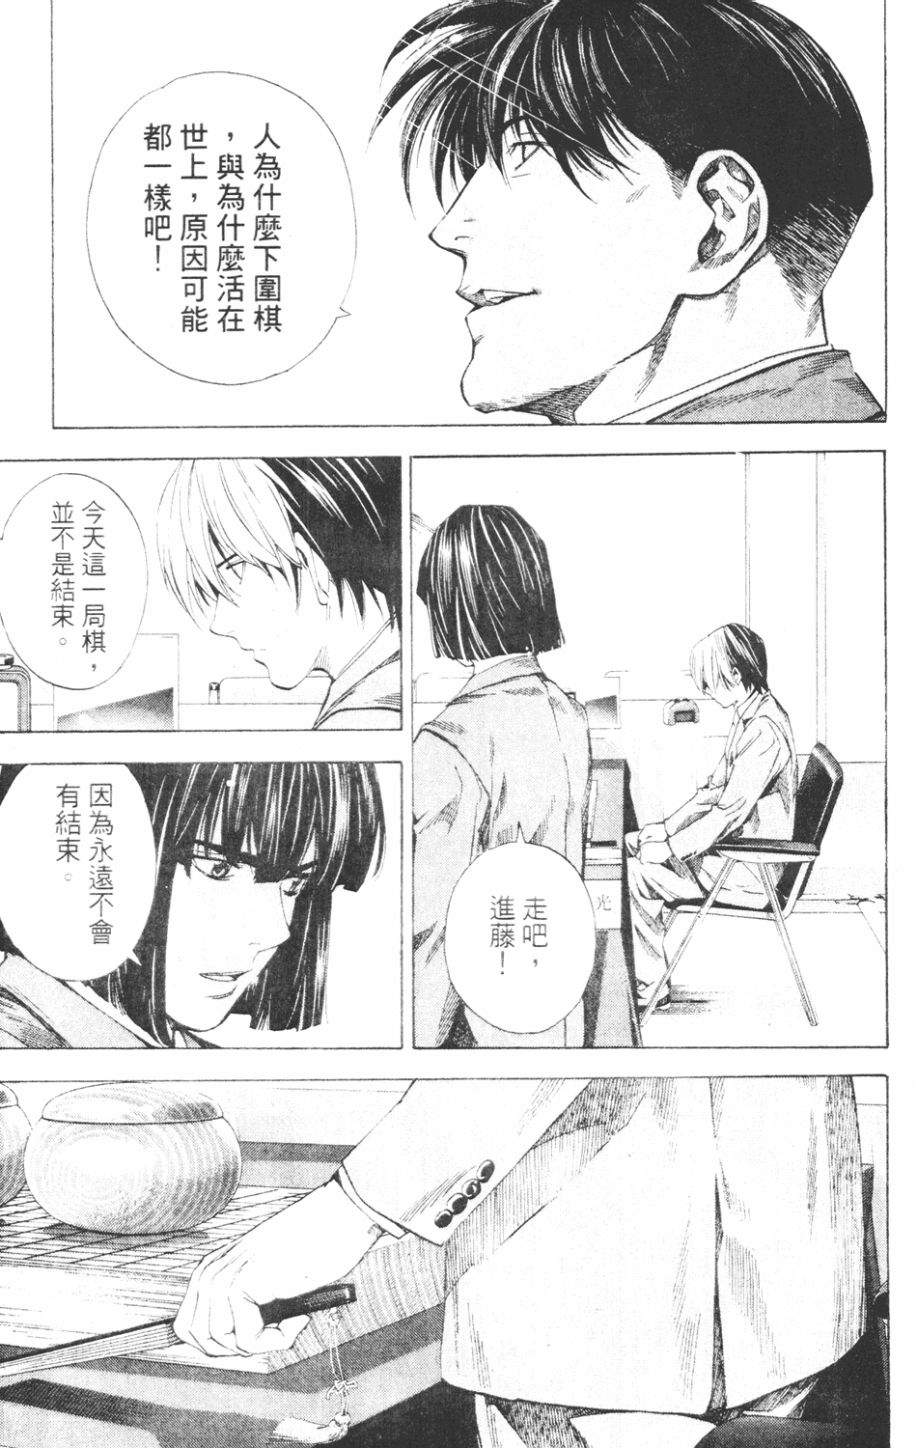 人為什麼下圍棋
，與為什麼活在
世上，原因可能
都一樣吧！
走吧，
進藤！
光
今天這一局棋，
並不是結束。
因為永遠不會
有結束。